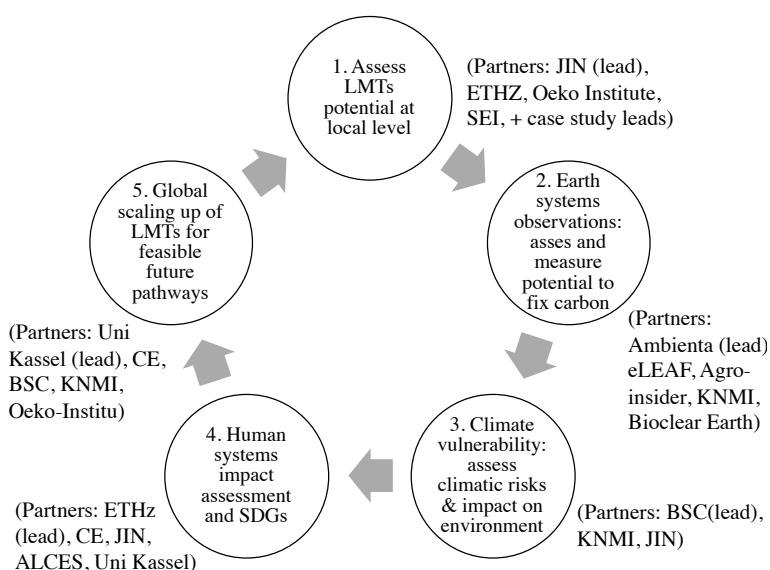 1. Assess
LMTs
potential at
local level
(Partners: JIN (lead),
ETHZ, Oeko Institute,
SEI, + case study leads)
2. Earth
systems
observations:
asses and
measure
potential to
fix carbon
(Partners:
Ambienta (lead)
eLEAF, Agro-
insider, KNMI,
Bioclear Earth)
3. Climate
vulnerability:
assess
climatic risks
& impact on
environment
(Partners: BSC(lead),
KNMI, JIN)
4. Human
systems
impact
assessment
and SDGs
(Partners: ETHz
(lead), CE, JIN,
ALCES, Uni Kassel)
5. Global
scaling up of
LMTs for
feasible
future
pathways
(Partners: Uni
Kassel (lead), CE,
BSC, KNMI,
Oeko-Institu)